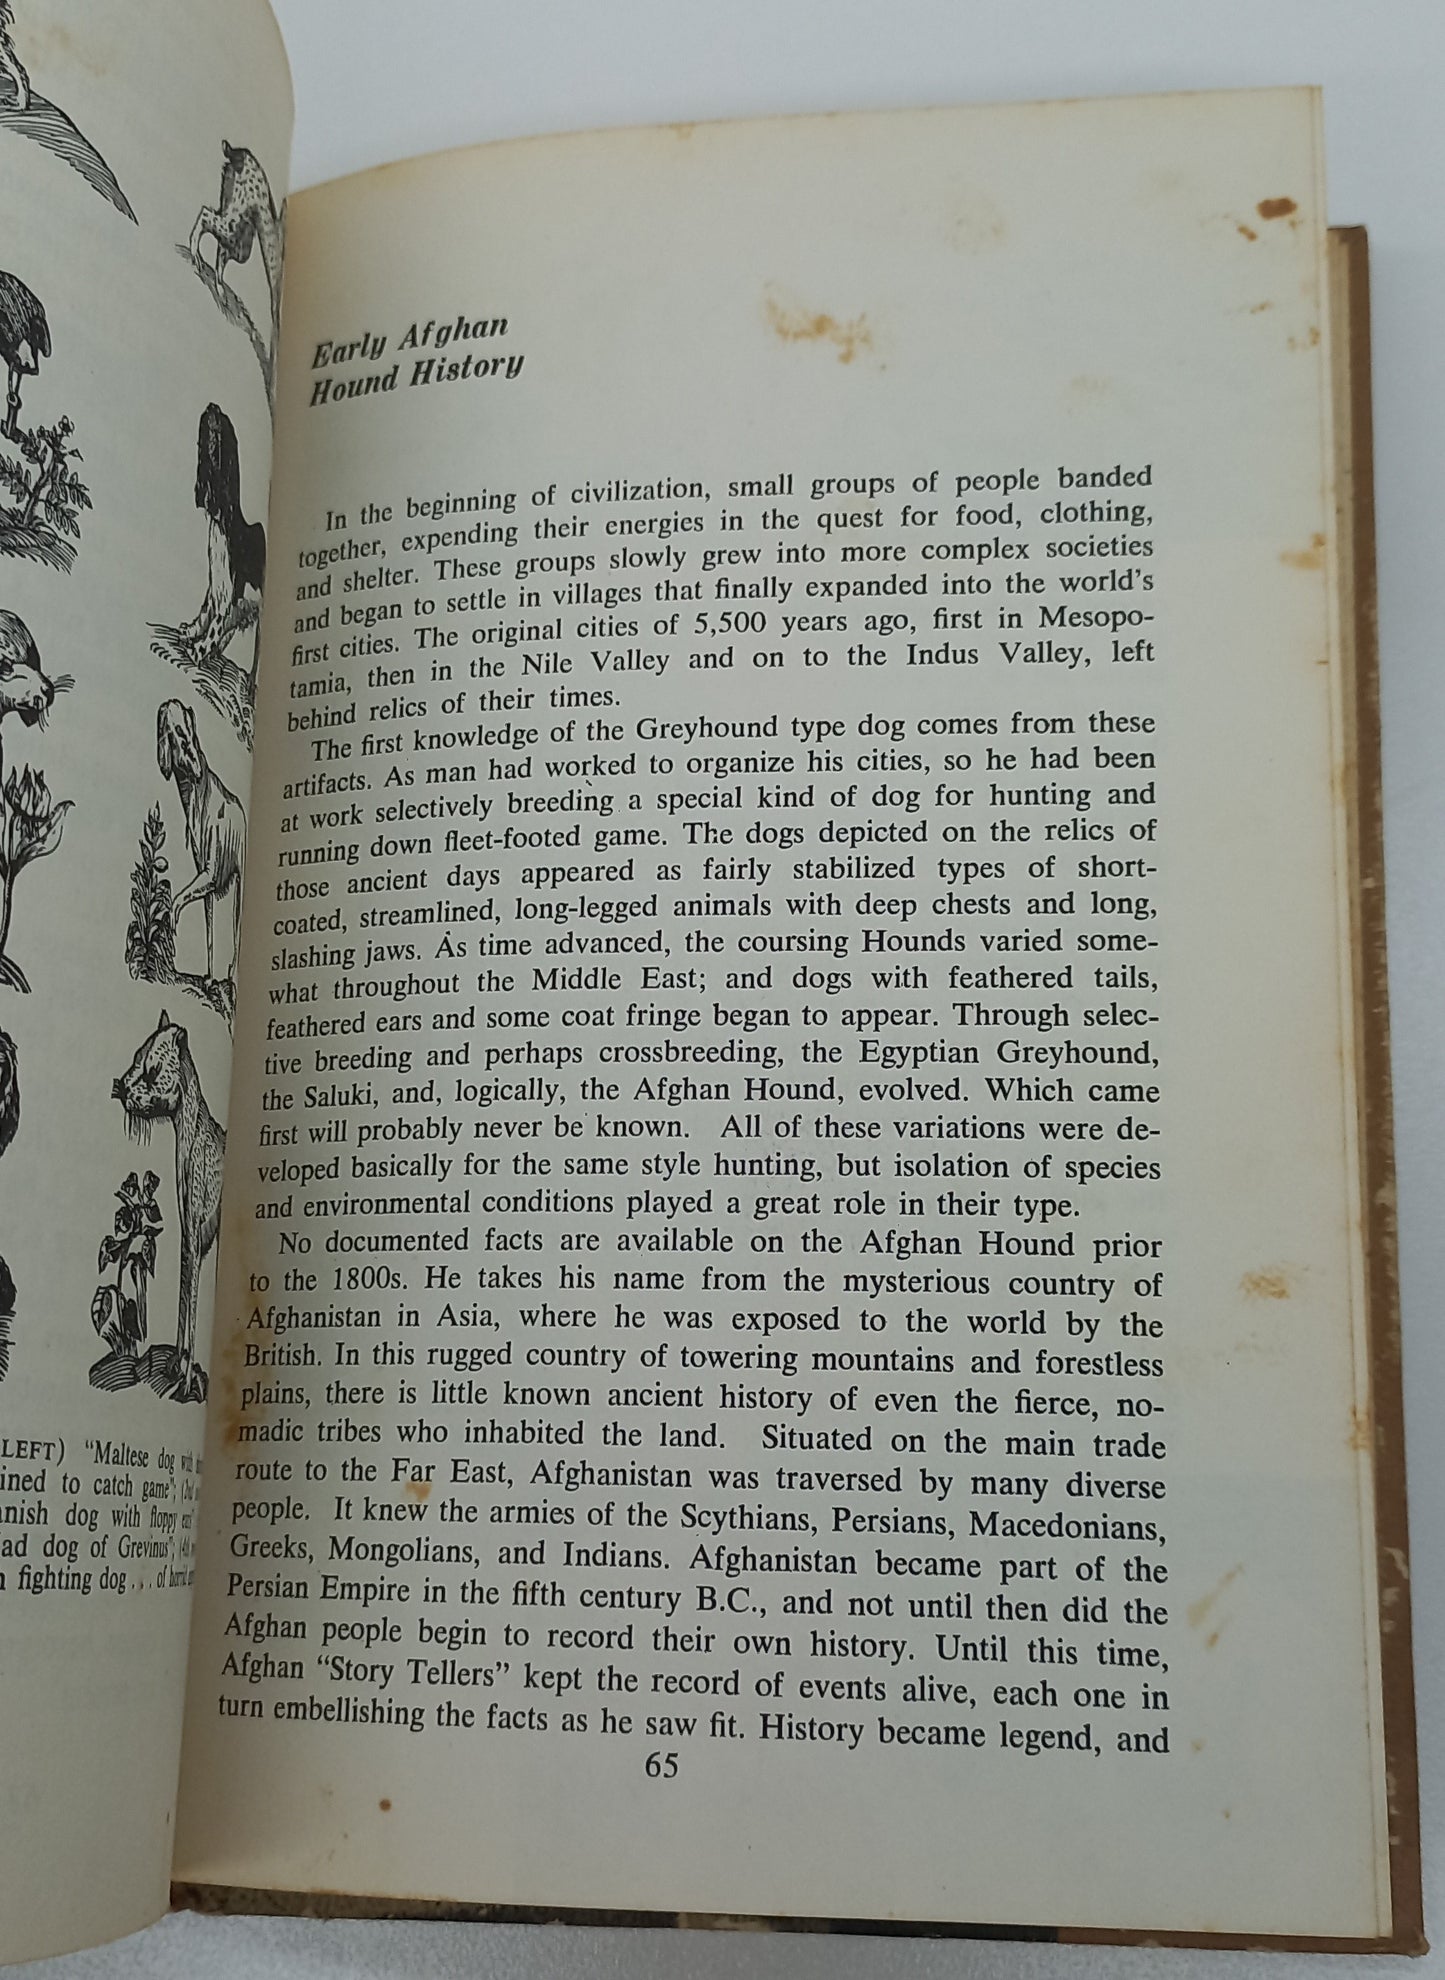 LEFT) "Maltese dog with
ined to catch game"; (2nd
nish dog with floppy ears"
ad dog of Grevinus"; (4th
fighting dog . . . of horrid
Early Afghan
Hound History
In the beginning of civilization, small groups of people banded
together, expending their energies in the quest for food, clothing,
and shelter. These groups slowly grew into more complex societies
and began to settle in villages that finally expanded into the world's
first cities. The original cities of 5,500 years ago, first in Mesopo-
tamia, then in the Nile Valley and on to the Indus Valley, left
behind relics of their times.
The first knowledge of the Greyhound type dog comes from these
artifacts. As man had worked to organize his cities, so he had been
at work selectively breeding a special kind of dog for hunting and
running down fleet-footed game. The dogs depicted on the relics of
those ancient days appeared as fairly stabilized types of short-
coated, streamlined, long-legged animals with deep chests and long,
slashing jaws. As time advanced, the coursing Hounds varied some-
what throughout the Middle East; and dogs with feathered tails,
feathered ears and some coat fringe began to appear. Through selec-
tive breeding and perhaps crossbreeding, the Egyptian Greyhound,
the Saluki, and, logically, the Afghan Hound, evolved. Which came
first will probably never be known. All of these variations were de-
veloped basically for the same style hunting, but isolation of species
and environmental conditions played a great role in their type.
No documented facts are available on the Afghan Hound prior
to the 1800s. He takes his name from the mysterious country of
Afghanistan in Asia, where he was exposed to the world by the
British. In this rugged country of towering mountains and forestless
plains, there is little known ancient history of even the fierce, no-
madic tribes who inhabited the land. Situated on the main trade
route to the Far East, Afghanistan was traversed by many diverse
people. It knew the armies of the Scythians, Persians, Macedonians,
Greeks, Mongolians, and Indians. Afghanistan became part of the
Persian Empire in the fifth century B.C., and not until then did the
Afghan people begin to record their own history. Until this time,
Afghan "Story Tellers" kept the record of events alive, each one in
turn embellishing the facts as he saw fit. History became legend, and
65